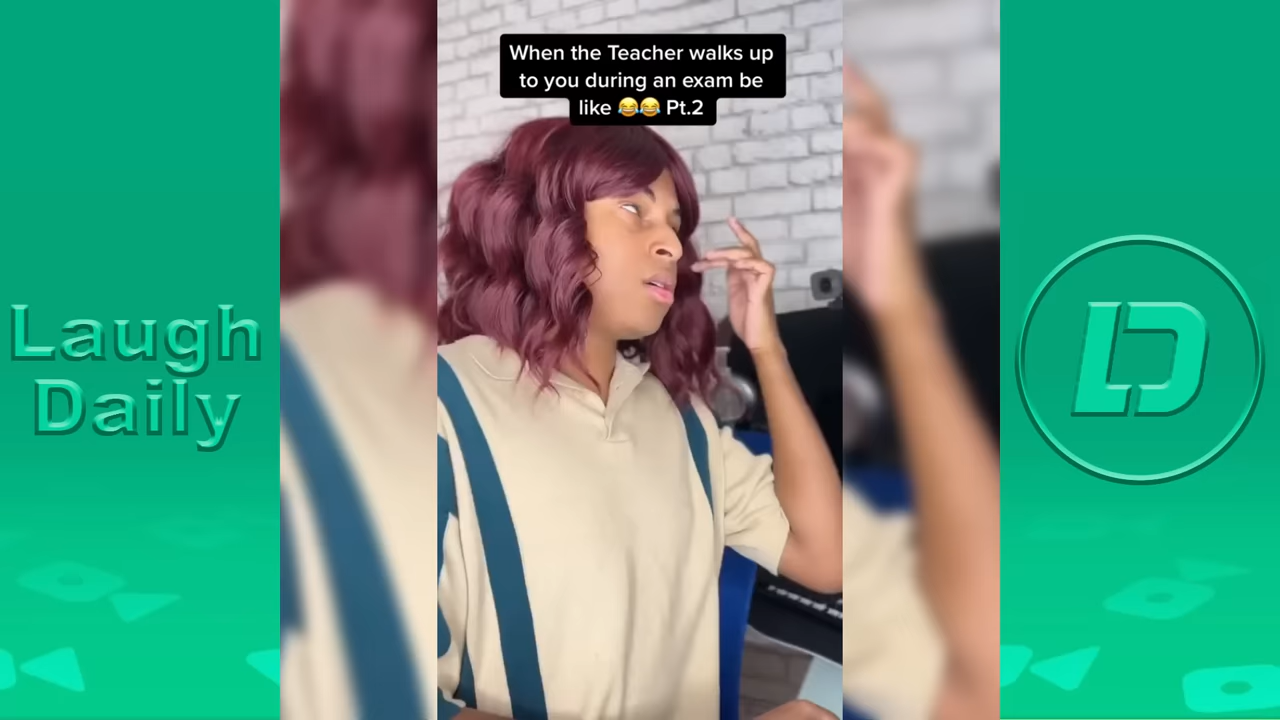 When the Teacher walks up
to you during an exam be
like 😂😂 Pt.2
Laugh
Daily
LD